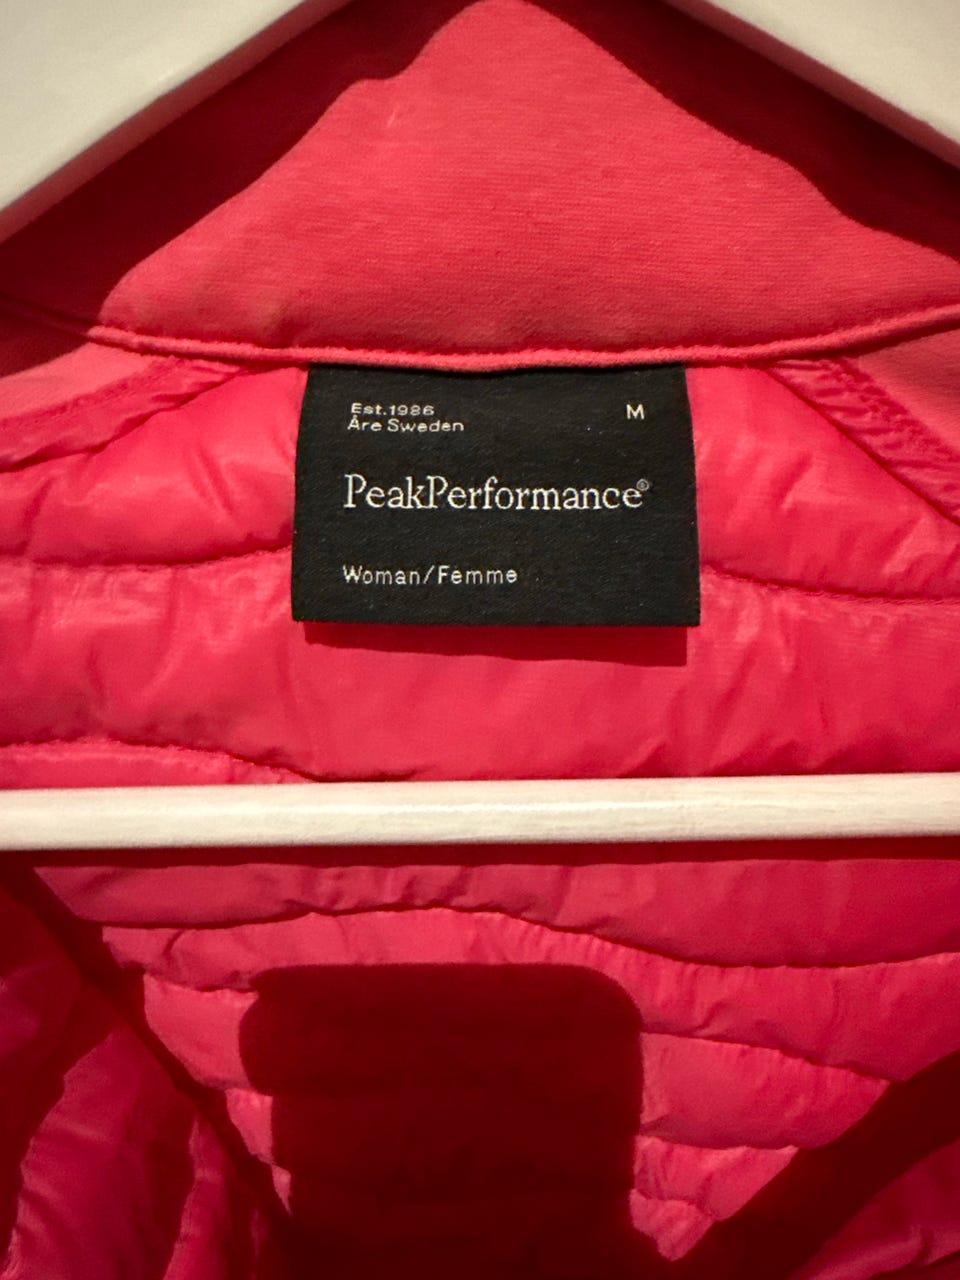 Est.1986
M
Åre Sweden
PeakPerformance®
Woman/Femme